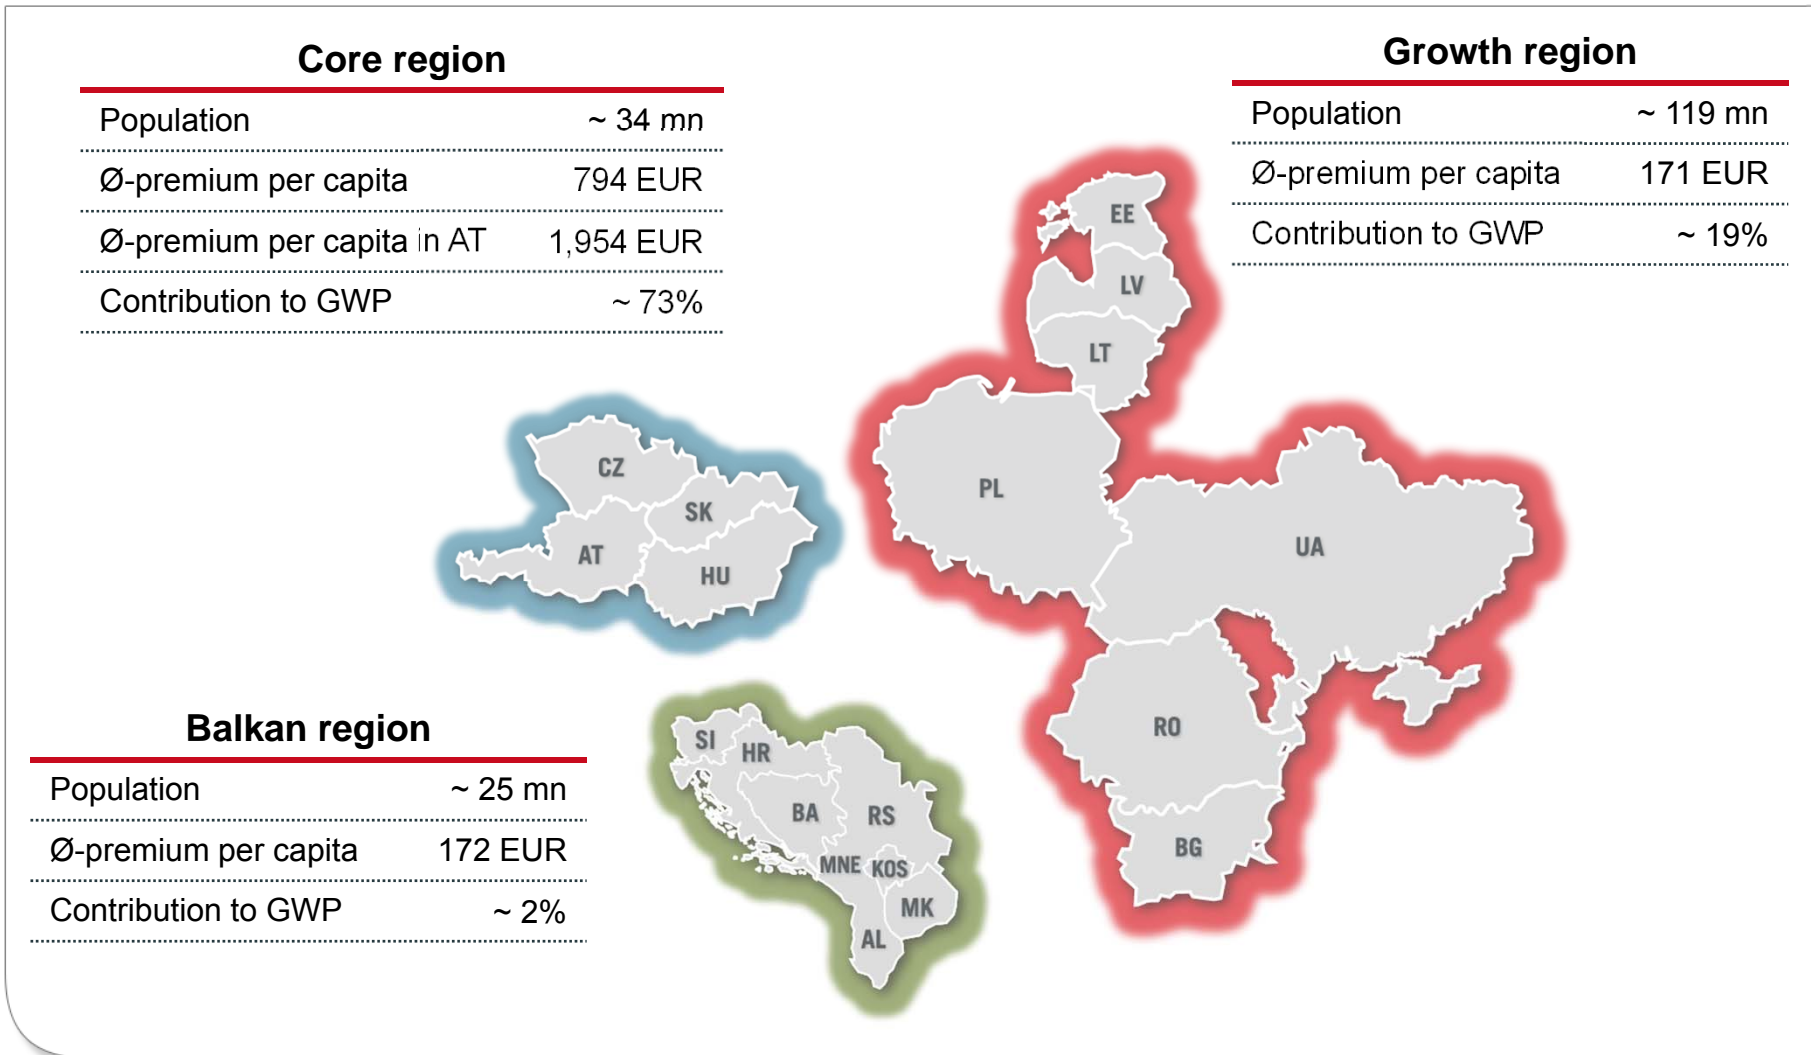 Core region
Population ~ 34 mn
Ø-premium per capita 794 EUR
Ø-premium per capita in AT 1,954 EUR
Contribution to GWP ~ 73%
Growth region
Population ~ 119 mn
Ø-premium per capita 171 EUR
Contribution to GWP ~ 19%
EE
LV
LT
PL
UA
RO
BG
CZ
SK
AT
HU
Balkan region
Population ~ 25 mn
Ø-premium per capita 172 EUR
Contribution to GWP ~ 2%
SI
HR
BA
RS
MNE
KOS
MK
AL